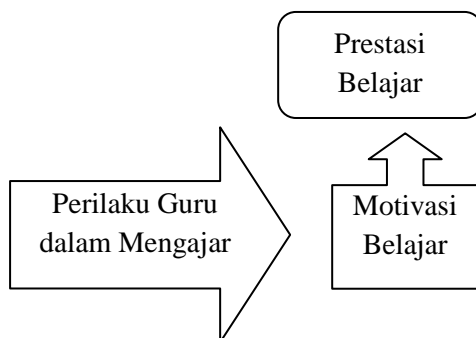 Prestasi
Belajar
Perilaku Guru
dalam Mengajar
Motivasi
Belajar